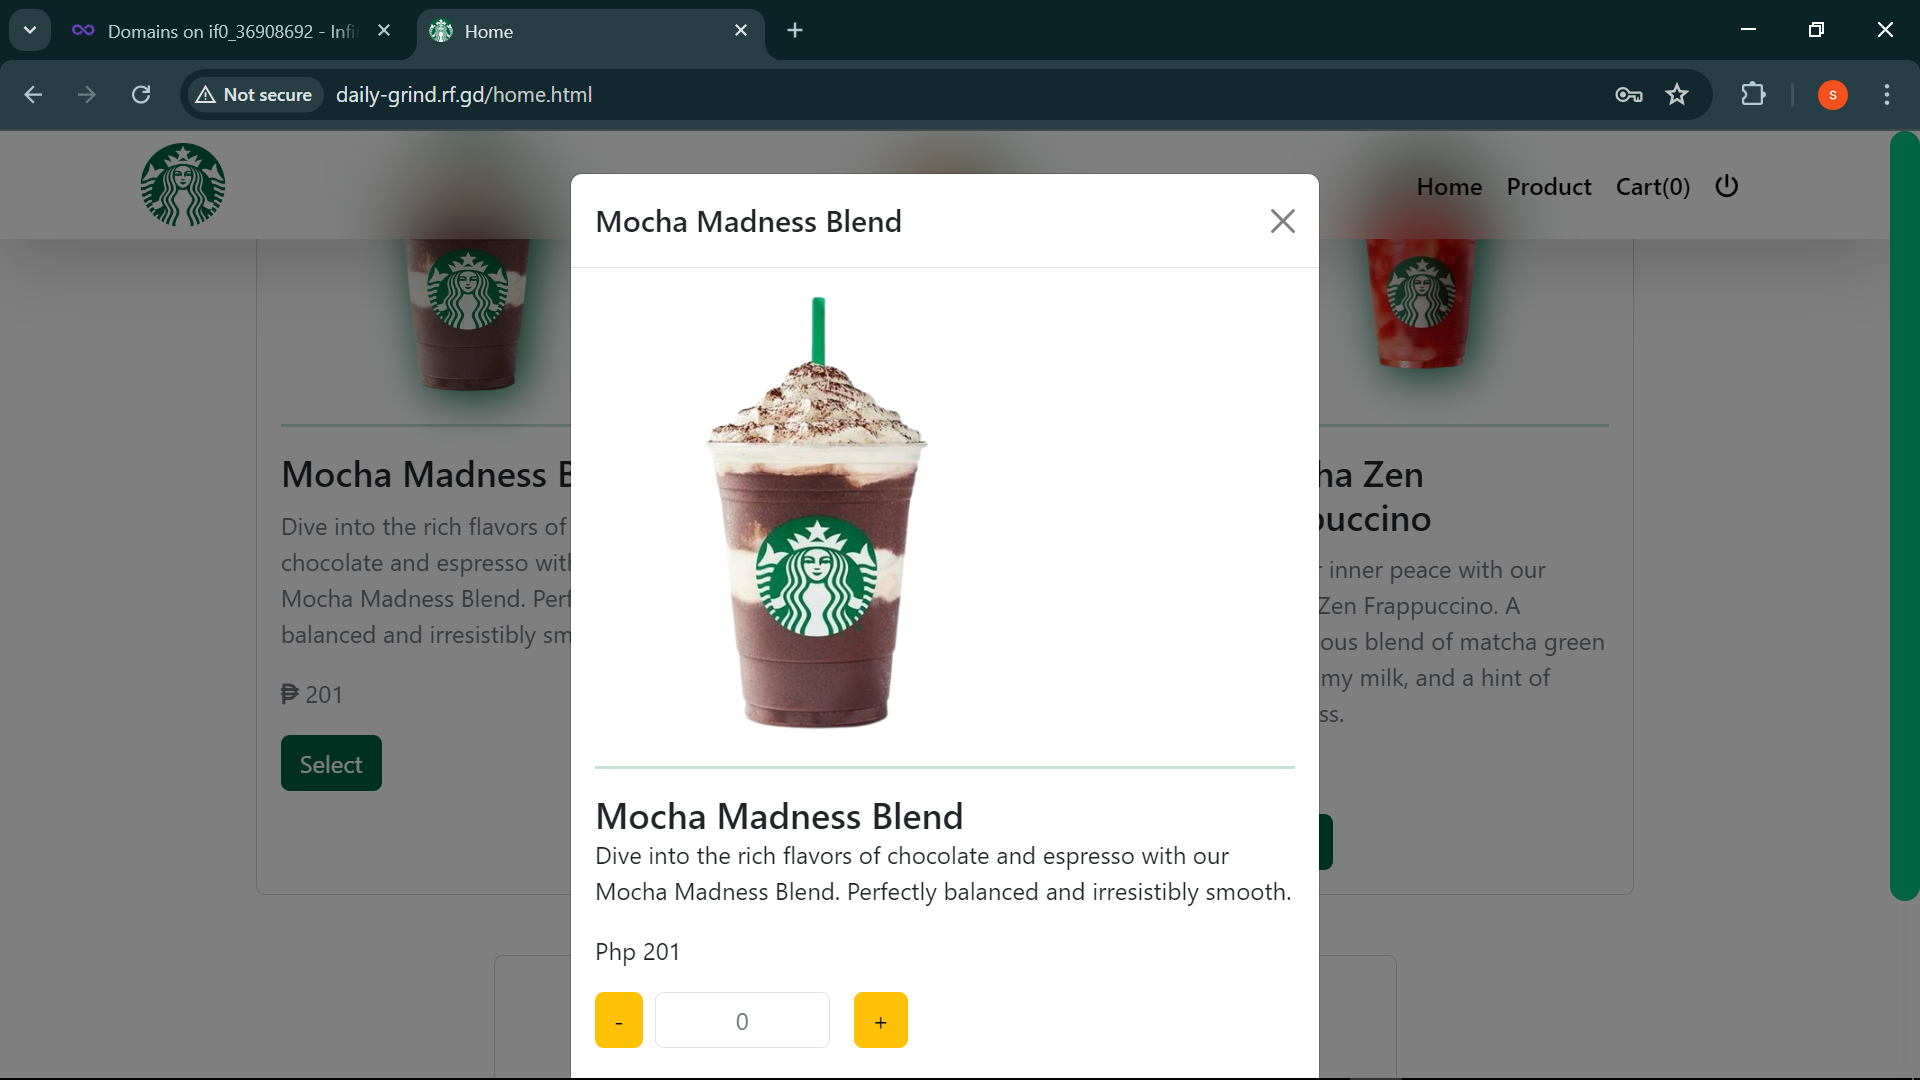 Domains on if0_36908692 - Infi
Home
Not secure
daily-grind.rf.gd/home.html
s
Home
Product
Cart(0)
Mocha Madness Blend
Mocha Madness B
Dive into the rich flavors of
chocolate and espresso with
Mocha Madness Blend. Perf
balanced and irresistibly sm
₱ 201
Select
Mocha Madness Blend
Dive into the rich flavors of chocolate and espresso with our
Mocha Madness Blend. Perfectly balanced and irresistibly smooth.
Php 201
-
0
+
ha Zen
puccino
r inner peace with our
Zen Frappuccino. A
ous blend of matcha green
my milk, and a hint of
ss.